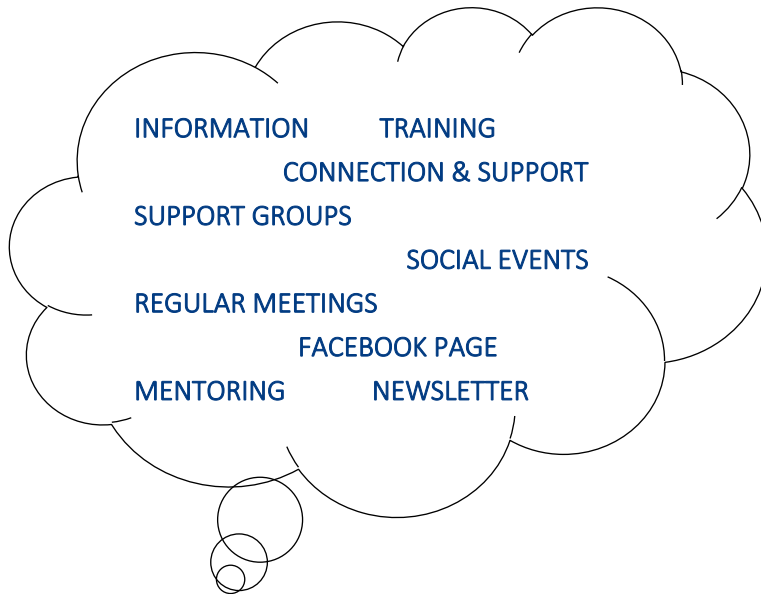 INFORMATION TRAINING
CONNECTION & SUPPORT
SUPPORT GROUPS
SOCIAL EVENTS
REGULAR MEETINGS
FACEBOOK PAGE
MENTORING NEWSLETTER